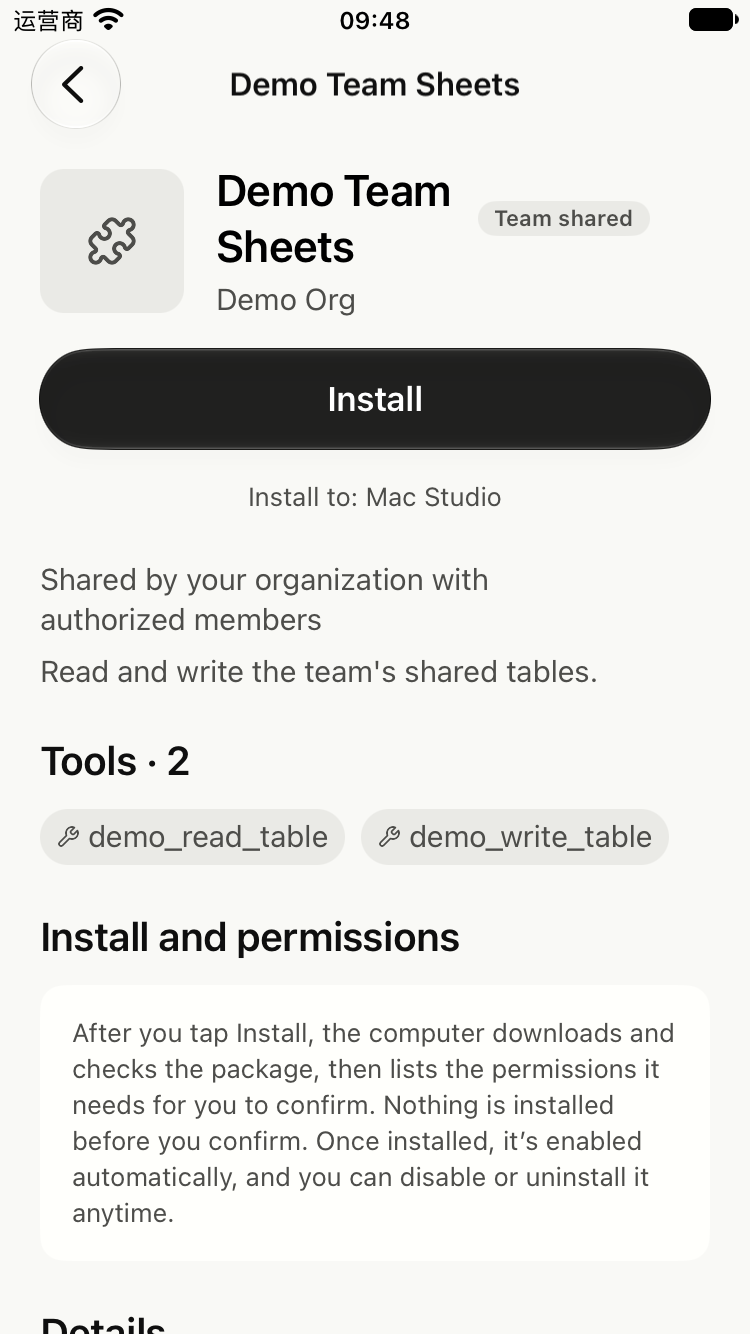 运营商
09:48
Demo Team Sheets
Demo Team
Sheets
Team shared
Demo Org
Install
Install to: Mac Studio
Shared by your organization with
authorized members
Read and write the team's shared tables.
Tools · 2
demo_read_table
demo_write_table
Install and permissions
After you tap Install, the computer downloads and
checks the package, then lists the permissions it
needs for you to confirm. Nothing is installed
before you confirm. Once installed, it’s enabled
automatically, and you can disable or uninstall it
anytime.
Details